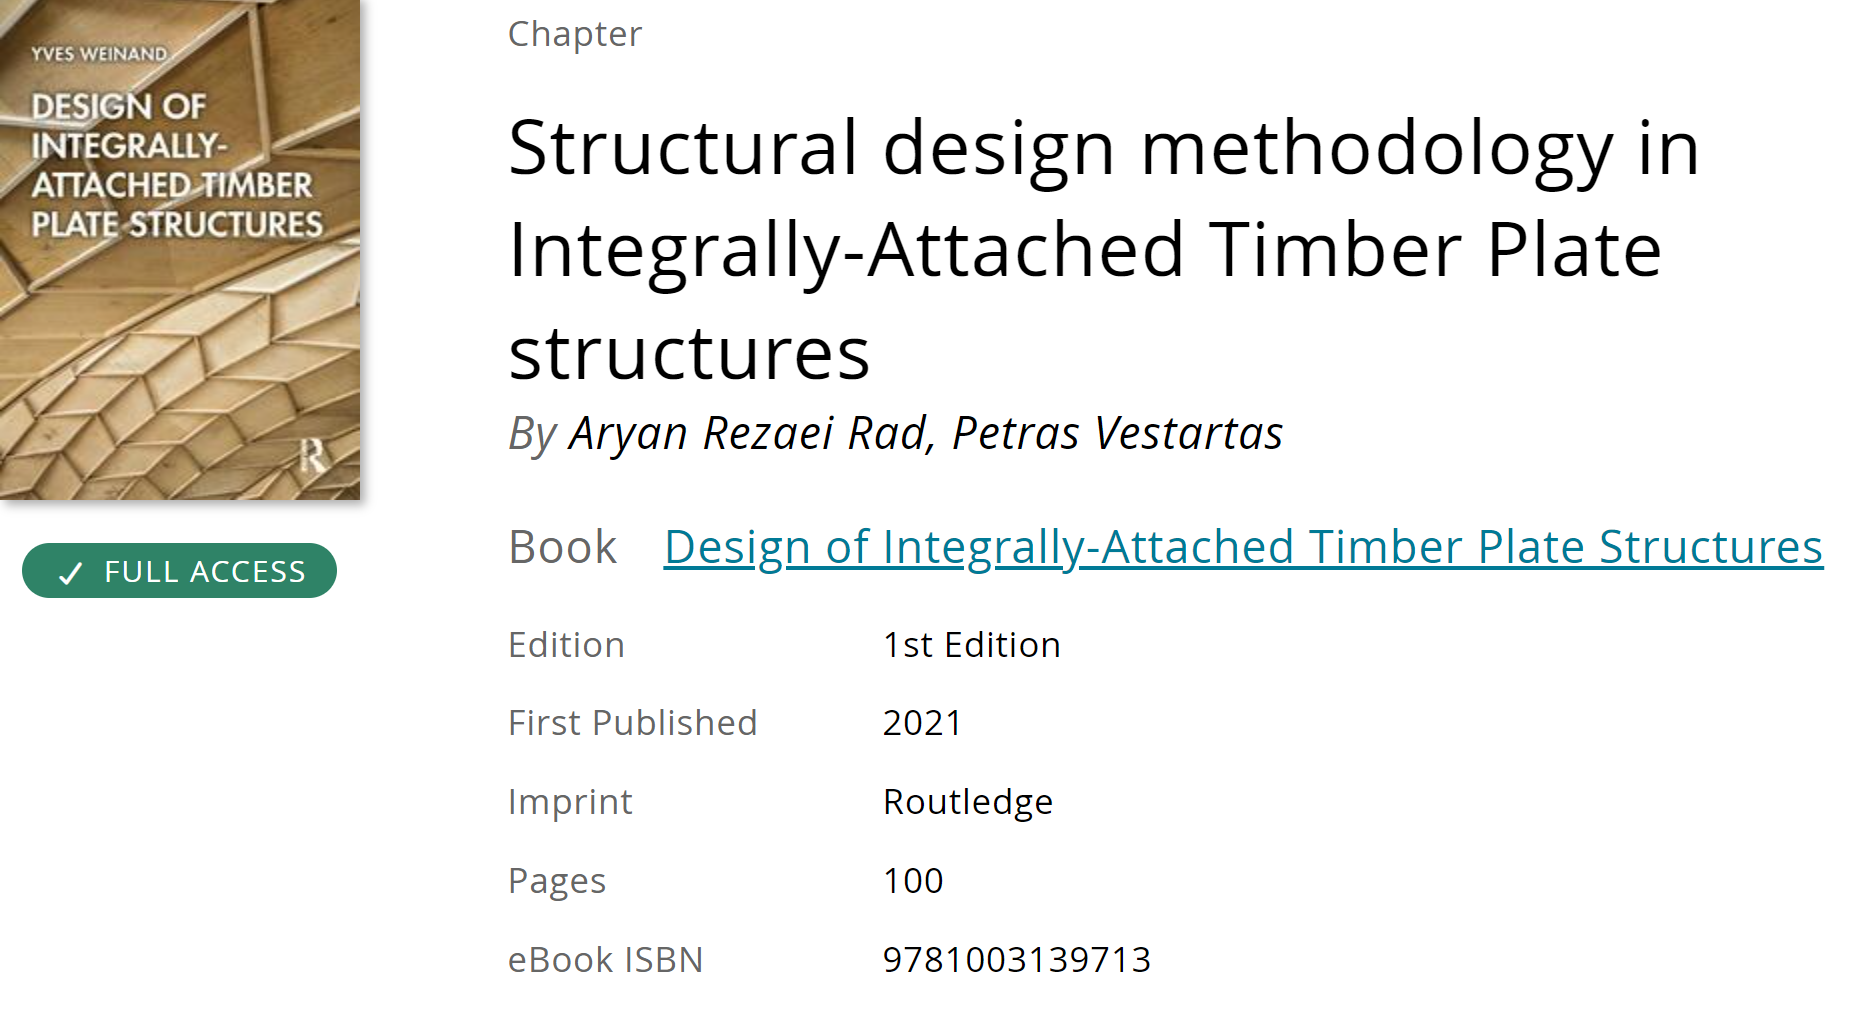 YVES WEINAND
DESIGN OF
INTEGRALLY-
ATTACHED TIMBER
PLATE STRUCTURES
R
FULL ACCESS
Chapter
Structural design methodology in
Integrally-Attached Timber Plate
structures
By Aryan Rezaei Rad, Petras Vestartas
Book Design of Integrally-Attached Timber Plate Structures
Edition 1st Edition
First Published 2021
Imprint Routledge
Pages 100
eBook ISBN 9781003139713